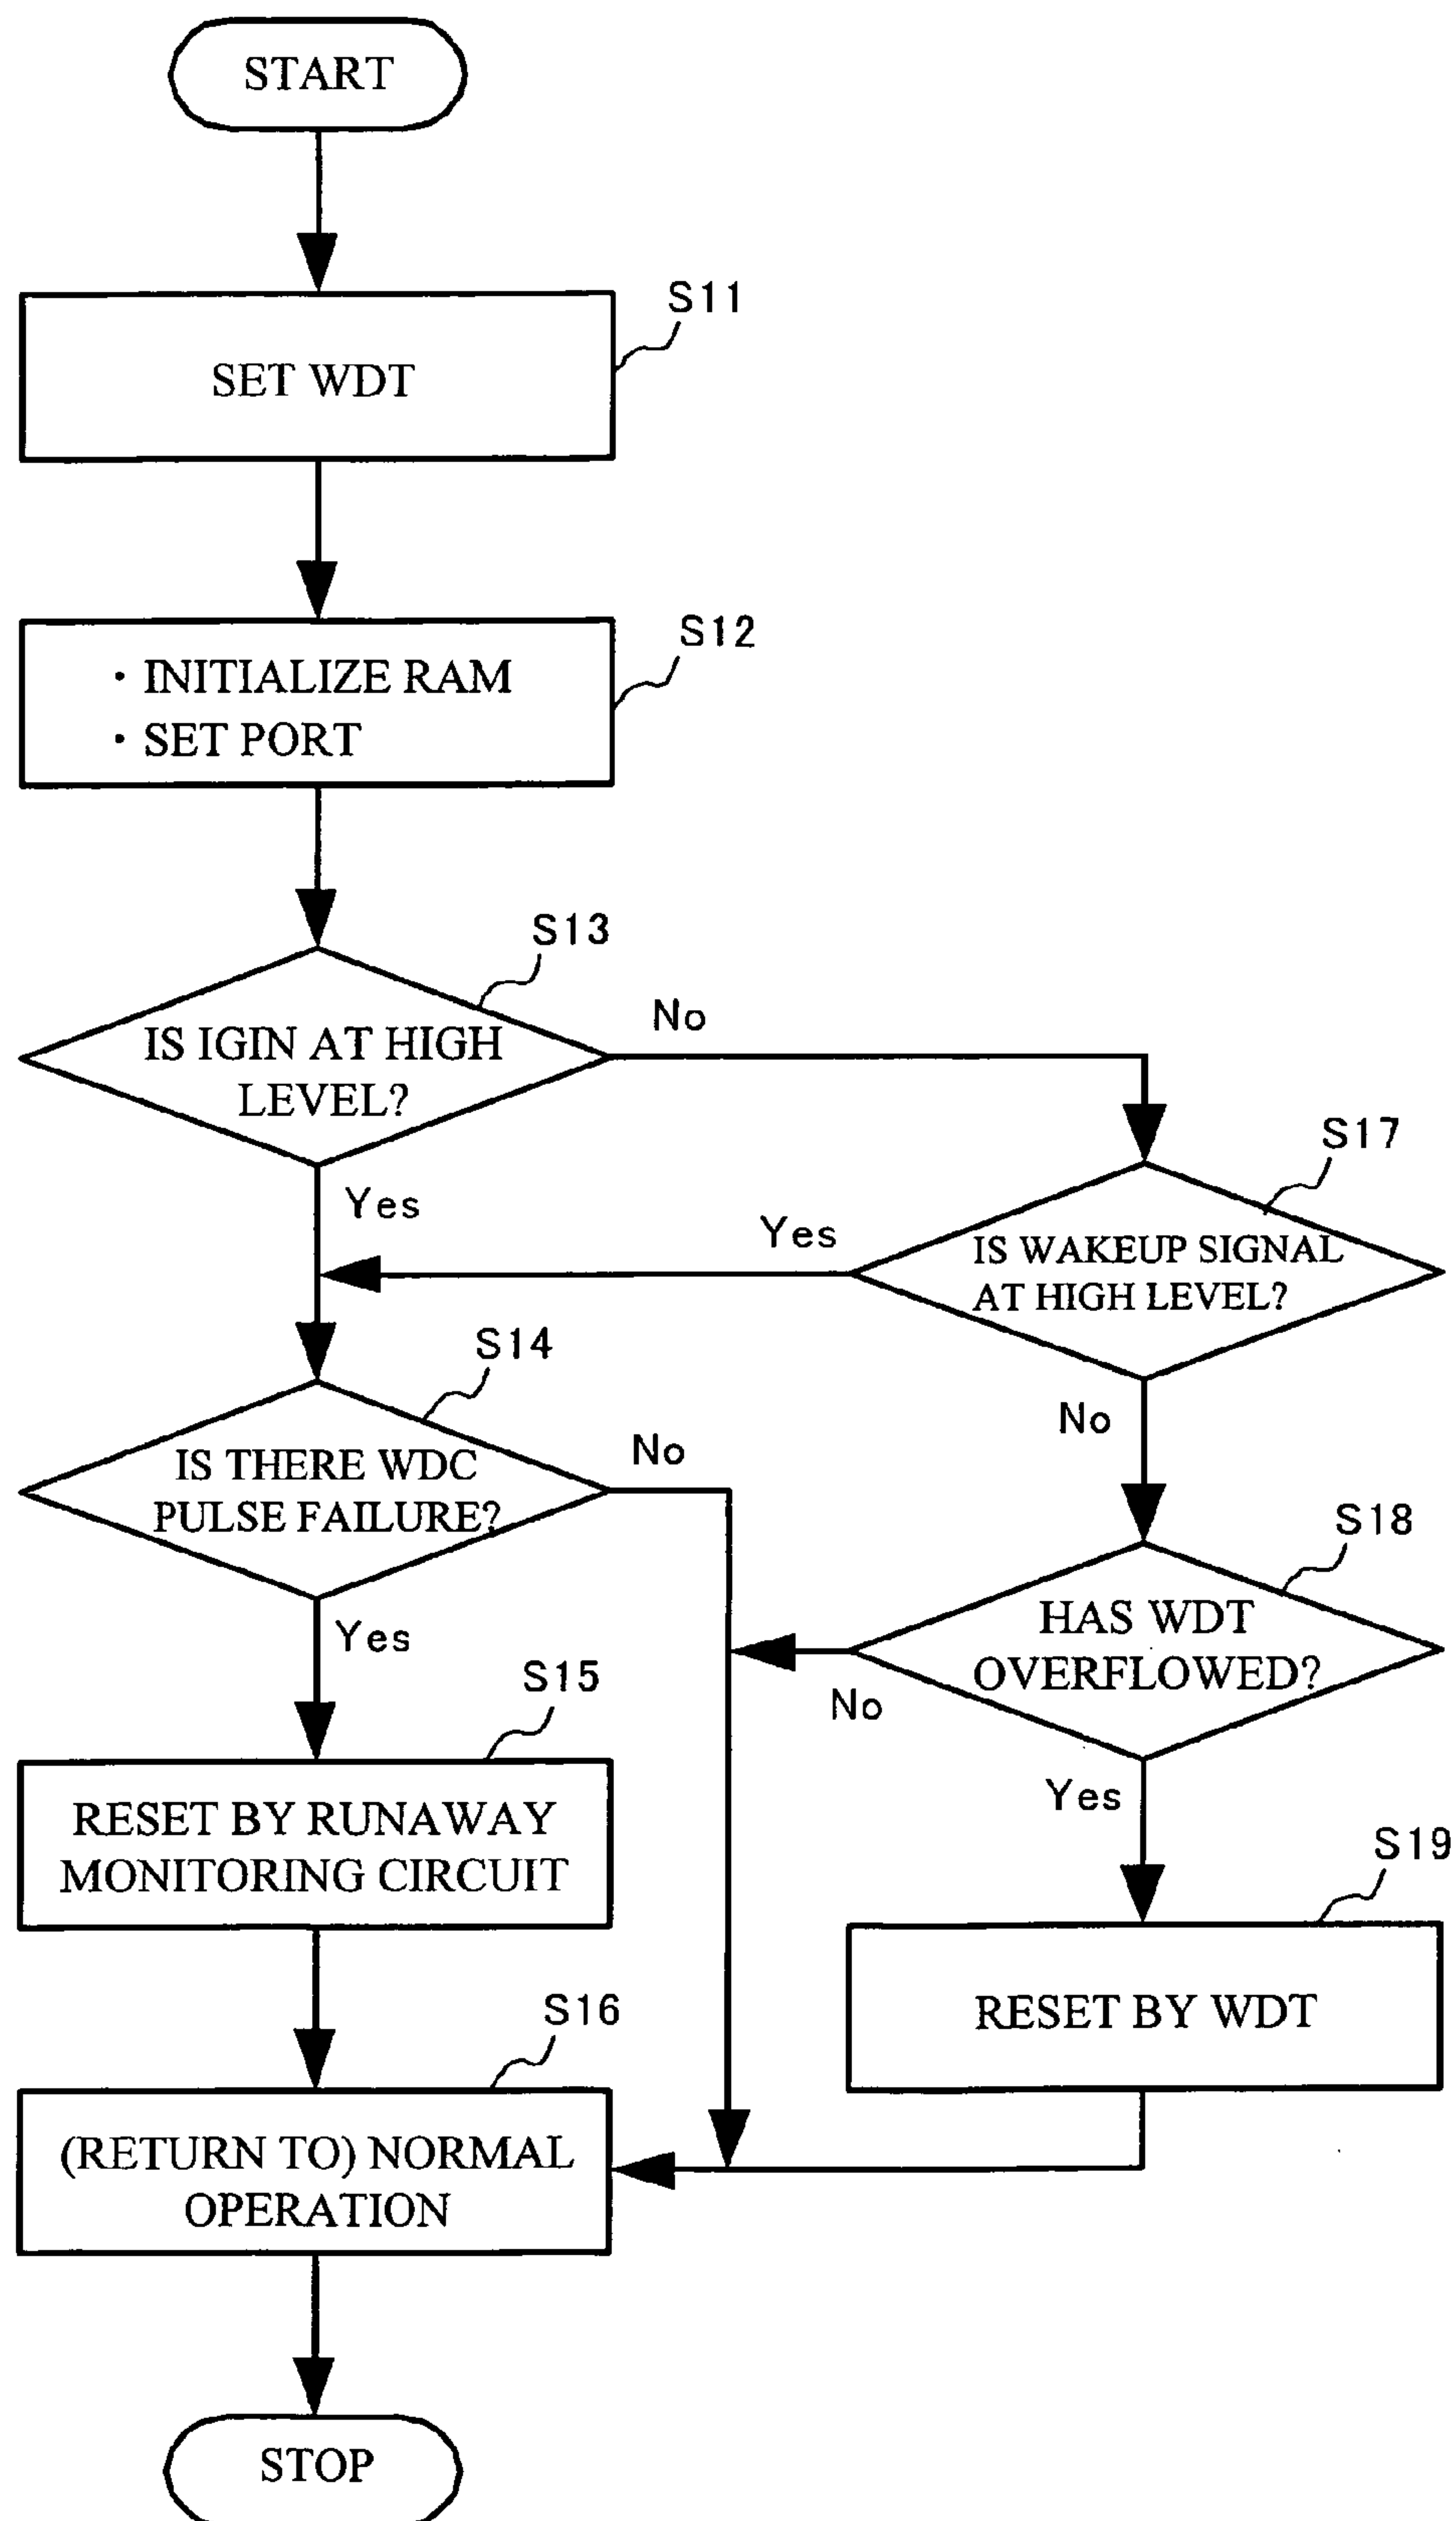 START
S11
SET WDT
S12
· INITIALIZE RAM
· SET PORT
S13
IS IGIN AT HIGH
LEVEL?
No
Yes
S17
IS WAKEUP SIGNAL
AT HIGH LEVEL?
Yes
No
S14
IS THERE WDC
PULSE FAILURE?
No
Yes
S18
HAS WDT
OVERFLOWED?
No
Yes
S15
RESET BY RUNAWAY
MONITORING CIRCUIT
S19
RESET BY WDT
S16
(RETURN TO) NORMAL
OPERATION
STOP